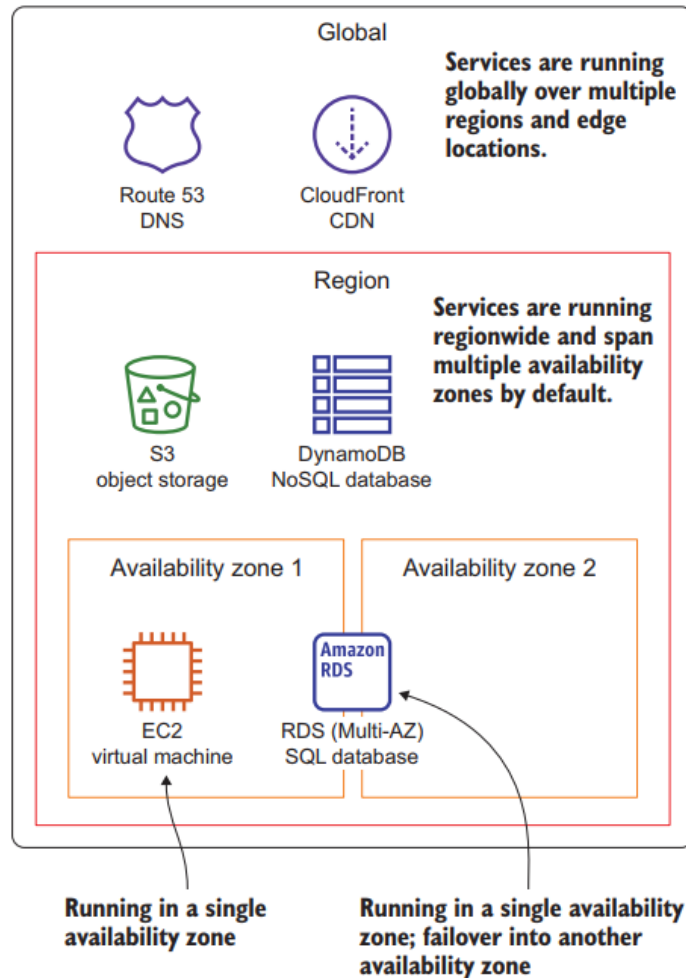 Global
Services are running
globally over multiple
regions and edge
locations.
Route 53
DNS
CloudFront
CDN
Region
Services are running
regionwide and span
multiple availability
zones by default.
S3
object storage
DynamoDB
NoSQL database
Availability zone 1
Availability zone 2
EC2
virtual machine
Amazon
RDS
RDS (Multi-AZ)
SQL database
Running in a single
availability zone
Running in a single availability
zone; failover into another
availability zone